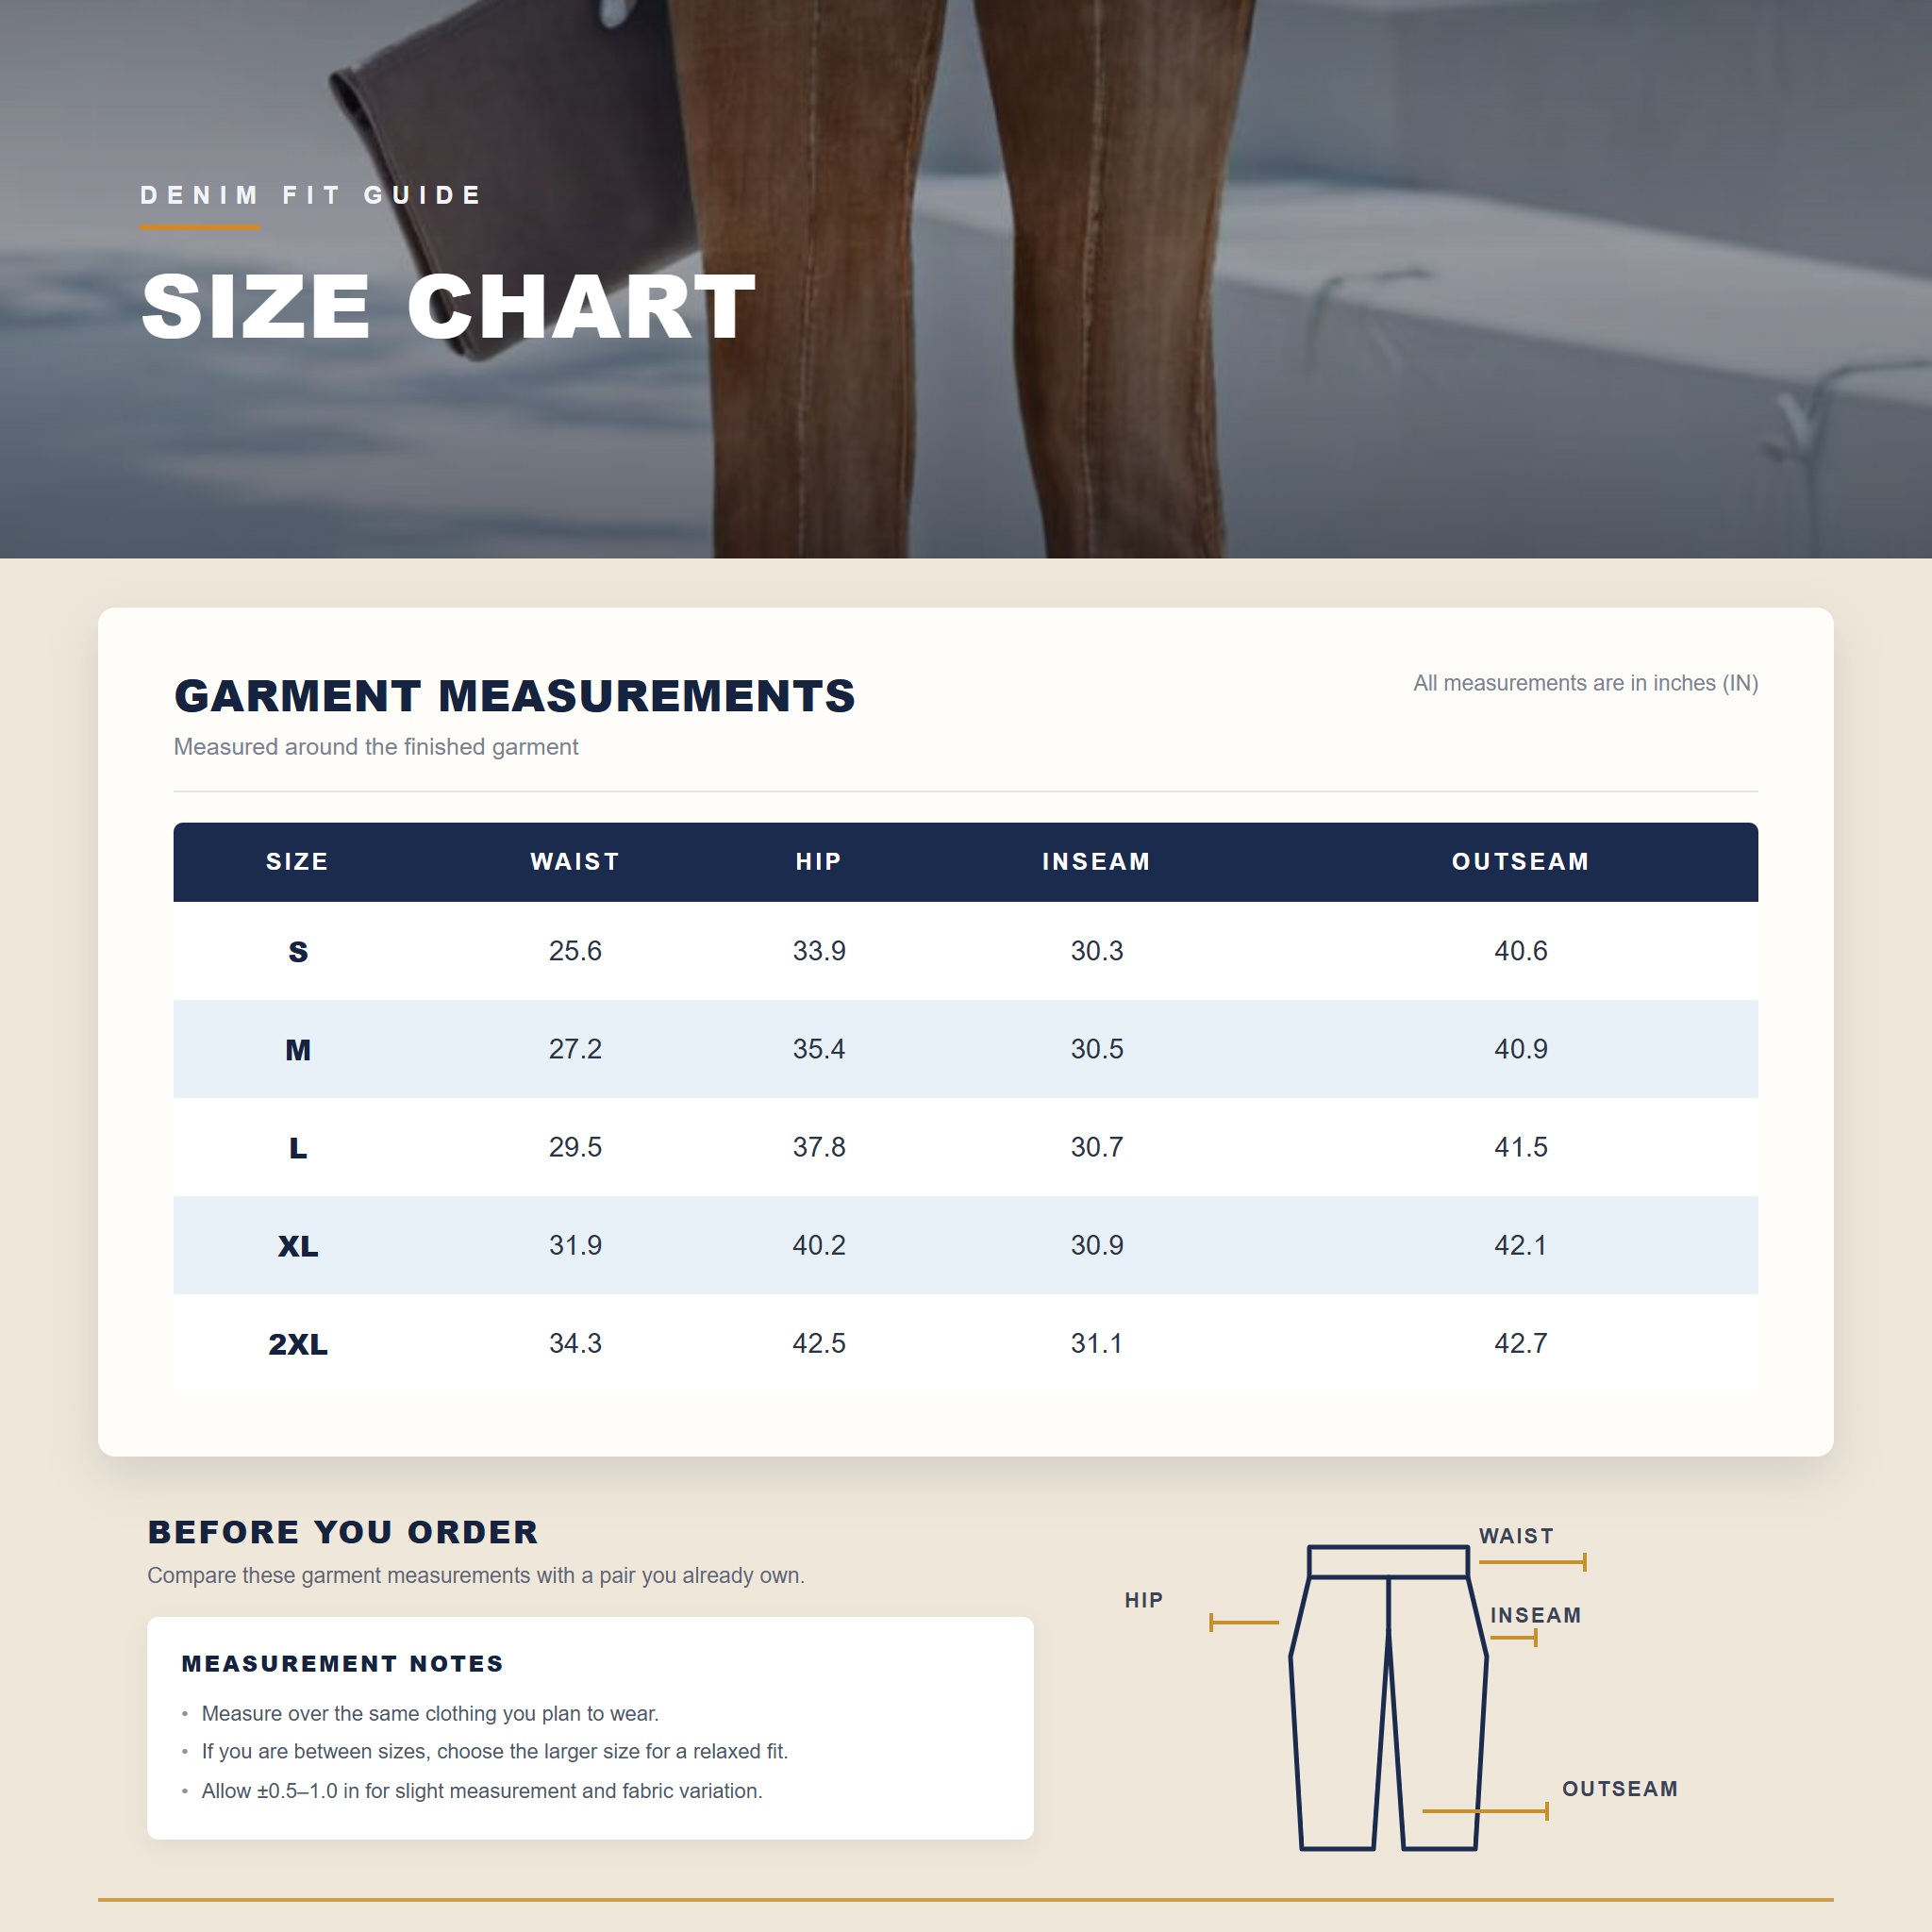 DENIM FIT GUIDE
SIZE CHART
GARMENT MEASUREMENTS
All measurements are in inches (IN)
Measured around the finished garment
SIZE WAIST HIP INSEAM OUTSEAM
S 25.6 33.9 30.3 40.6
M 27.2 35.4 30.5 40.9
L 29.5 37.8 30.7 41.5
XL 31.9 40.2 30.9 42.1
2XL 34.3 42.5 31.1 42.7
BEFORE YOU ORDER
Compare these garment measurements with a pair you already own.
MEASUREMENT NOTES
• Measure over the same clothing you plan to wear.
• If you are between sizes, choose the larger size for a relaxed fit.
• Allow ±0.5–1.0 in for slight measurement and fabric variation.
WAIST
HIP
INSEAM
OUTSEAM